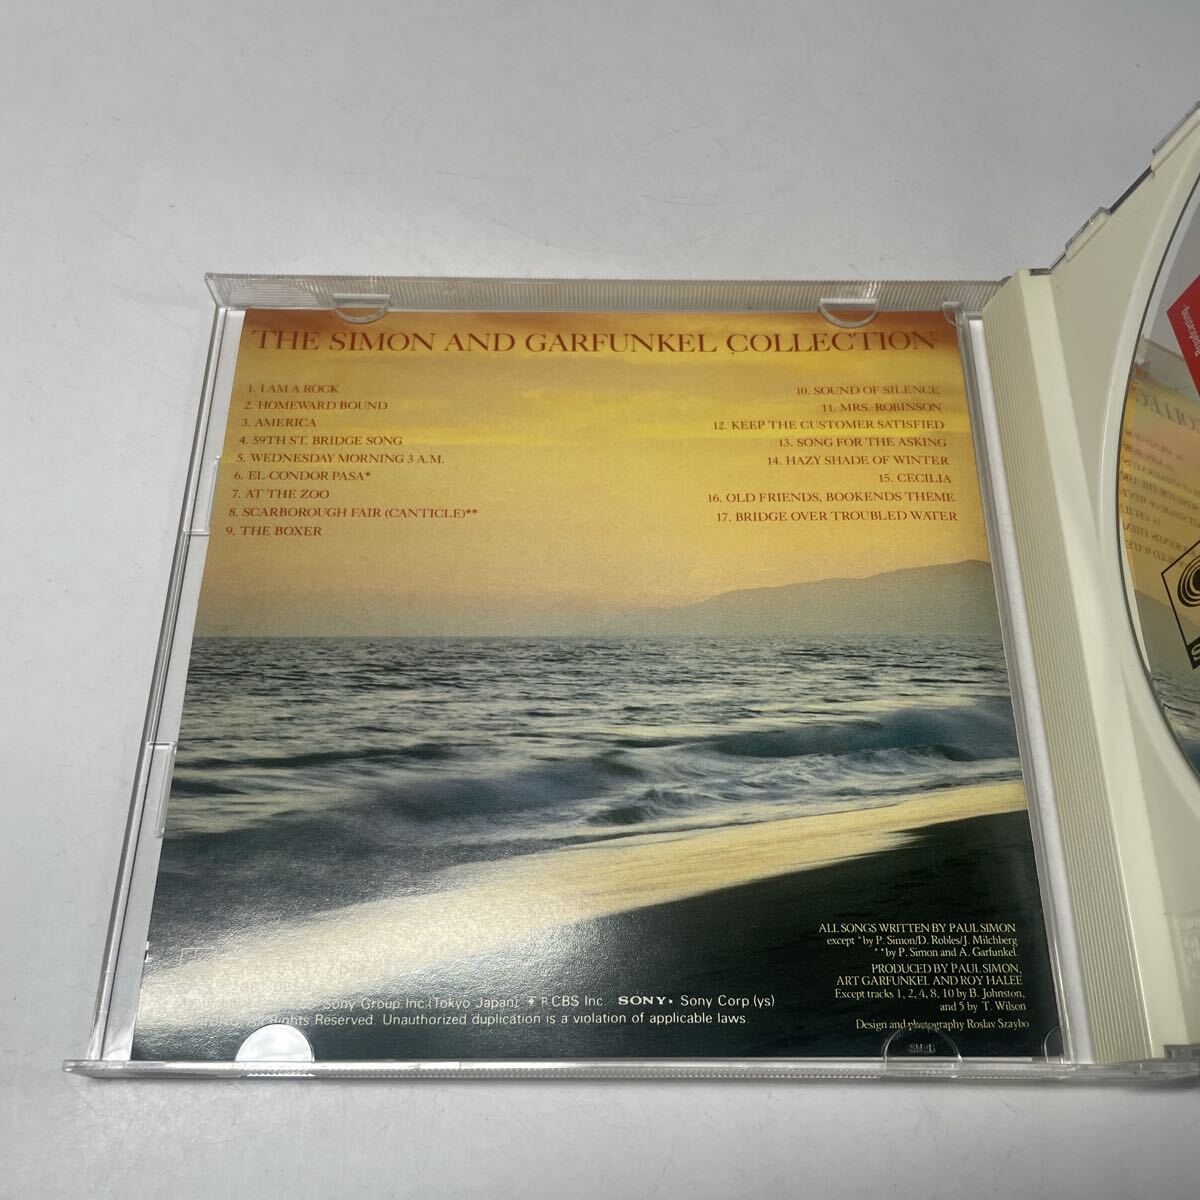 THE SIMON AND GARFUNKEL COLLECTION
1. I AM A ROCK
2. HOMEWARD BOUND
3. AMERICA
4. 59TH ST. BRIDGE SONG
5. WEDNESDAY MORNING 3 A.M.
6. EL CONDOR PASA*
7. AT THE ZOO
8. SCARBOROUGH FAIR (CANTICLE)**
9. THE BOXER
10. SOUND OF SILENCE
11. MRS. ROBINSON
12. KEEP THE CUSTOMER SATISFIED
13. SONG FOR THE ASKING
14. HAZY SHADE OF WINTER
15. CECILIA
16. OLD FRIENDS, BOOKENDS THEME
17. BRIDGE OVER TROUBLED WATER
ALL SONGS WRITTEN BY PAUL SIMON
except *by P. Simon/D. Robles/J. Milchberg
**by P. Simon and A. Garfunkel.
PRODUCED BY PAUL SIMON,
ART GARFUNKEL AND ROY HALEE
Except tracks 1, 2, 4, 8, 10 by B. Johnston,
and 5 by T. Wilson
Design and photography Roslav Szaybo
Sony Group Inc. (Tokyo Japan). ✦ R CBS Inc. SONY. Sony Corp (ys)
Rights Reserved. Unauthorized duplication is a violation of applicable laws.